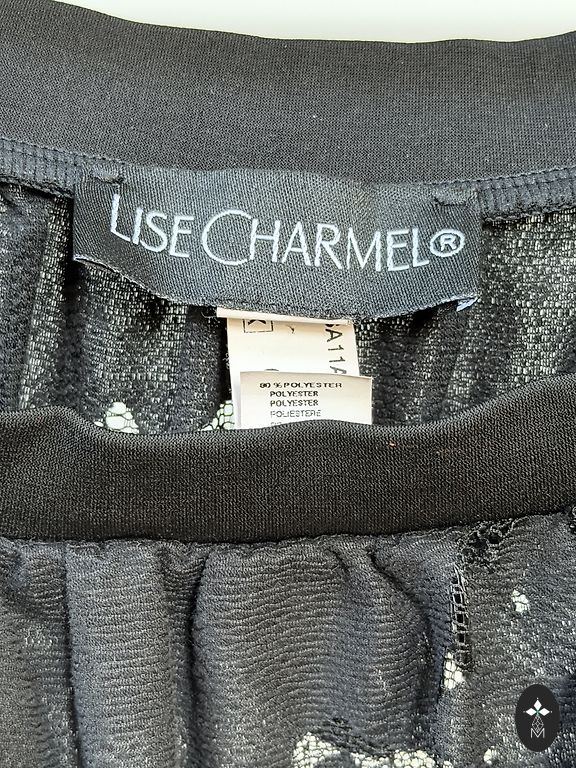 LISE CHARMEL®
80 % POLYESTER
POLYESTER
POLYESTER
POLIESTERE
M